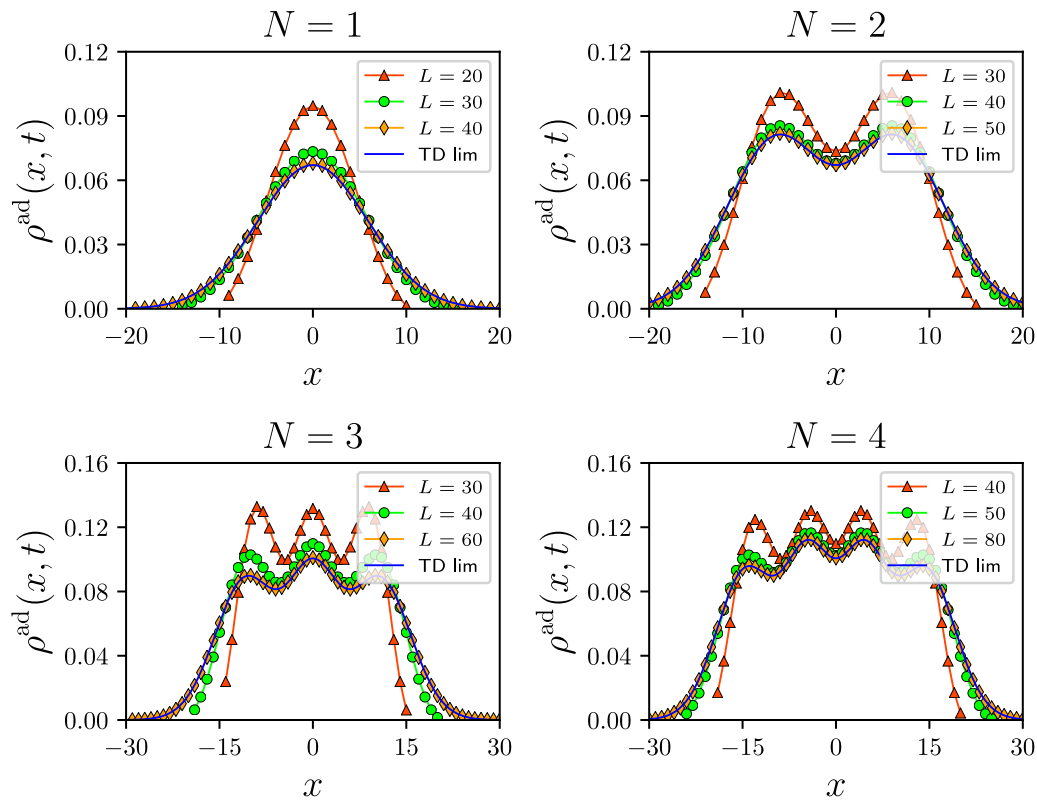 N = 1
ρ^ad(x, t)
0.12
0.09
0.06
0.03
0.00
L = 20
L = 30
L = 40
TD lim
−20 −10 0 10 20
x
N = 2
ρ^ad(x, t)
0.12
0.09
0.06
0.03
0.00
L = 30
L = 40
L = 50
TD lim
−20 −10 0 10 20
x
N = 3
ρ^ad(x, t)
0.16
0.12
0.08
0.04
0.00
L = 30
L = 40
L = 60
TD lim
−30 −15 0 15 30
x
N = 4
ρ^ad(x, t)
0.16
0.12
0.08
0.04
0.00
L = 40
L = 50
L = 80
TD lim
−30 −15 0 15 30
x